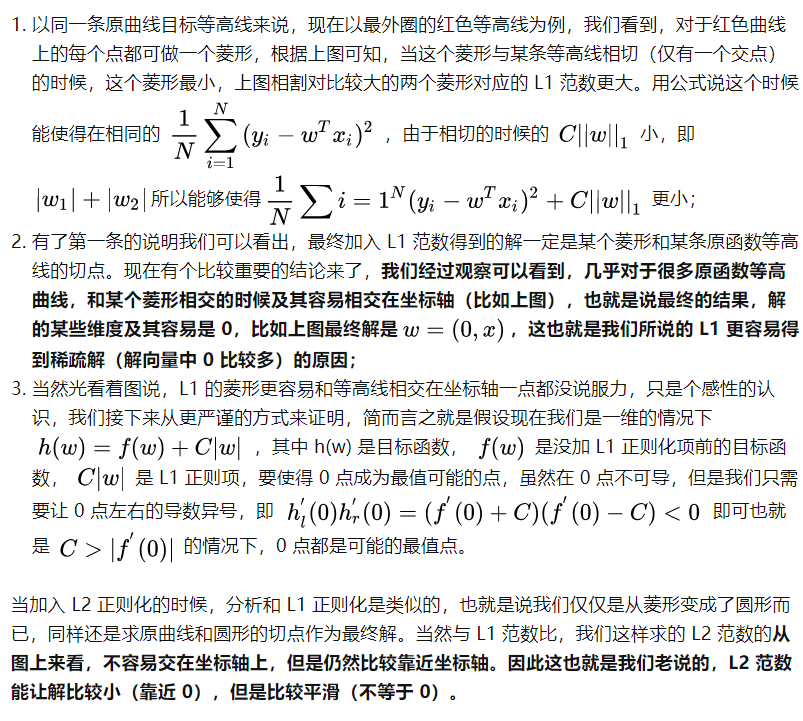 1. 以同一条原曲线目标等高线来说，现在以最外圈的红色等高线为例，我们看到，对于红色曲线
上的每个点都可做一个菱形，根据上图可知，当这个菱形与某条等高线相切（仅有一个交点）
的时候，这个菱形最小，上图相割对比较大的两个菱形对应的 L1 范数更大。用公式说这个时候
能使得在相同的 $\frac{1}{N}\sum_{i=1}^{N}(y_i - w^T x_i)^2$ ，由于相切的时候的 $C||w||_1$ 小，即
$|w_1| + |w_2|$ 所以能够使得 $\frac{1}{N}\sum i = 1^N (y_i - w^T x_i)^2 + C||w||_1$ 更小；
2. 有了第一条的说明我们可以看出，最终加入 L1 范数得到的解一定是某个菱形和某条原函数等高
线的切点。现在有个比较重要的结论来了，我们经过观察可以看到，几乎对于很多原函数等高
曲线，和某个菱形相交的时候及其容易相交在坐标轴（比如上图），也就是说最终的结果，解
的某些维度及其容易是 0，比如上图最终解是 $w = (0, x)$ ，这也就是我们所说的 L1 更容易得
到稀疏解（解向量中 0 比较多）的原因；
3. 当然光看着图说，L1 的菱形更容易和等高线相交在坐标轴一点都没说服力，只是个感性的认
识，我们接下来从更严谨的方式来证明，简而言之就是假设现在我们是一维的情况下
$h(w) = f(w) + C|w|$ ，其中 h(w) 是目标函数， $f(w)$ 是没加 L1 正则化项前的目标函
数， $C|w|$ 是 L1 正则项，要使得 0 点成为最值可能的点，虽然在 0 点不可导，但是我们只需
要让 0 点左右的导数异号，即 $h_l^{'}(0)h_r^{'}(0) = (f^{'}(0) + C)(f^{'}(0) - C) < 0$ 即可也就
是 $C > |f^{'}(0)|$ 的情况下，0 点都是可能的最值点。
当加入 L2 正则化的时候，分析和 L1 正则化是类似的，也就是说我们仅仅是从菱形变成了圆形而
已，同样还是求原曲线和圆形的切点作为最终解。当然与 L1 范数比，我们这样求的 L2 范数的从
图上来看，不容易交在坐标轴上，但是仍然比较靠近坐标轴。因此这也就是我们老说的，L2 范数
能让解比较小（靠近 0），但是比较平滑（不等于 0）。